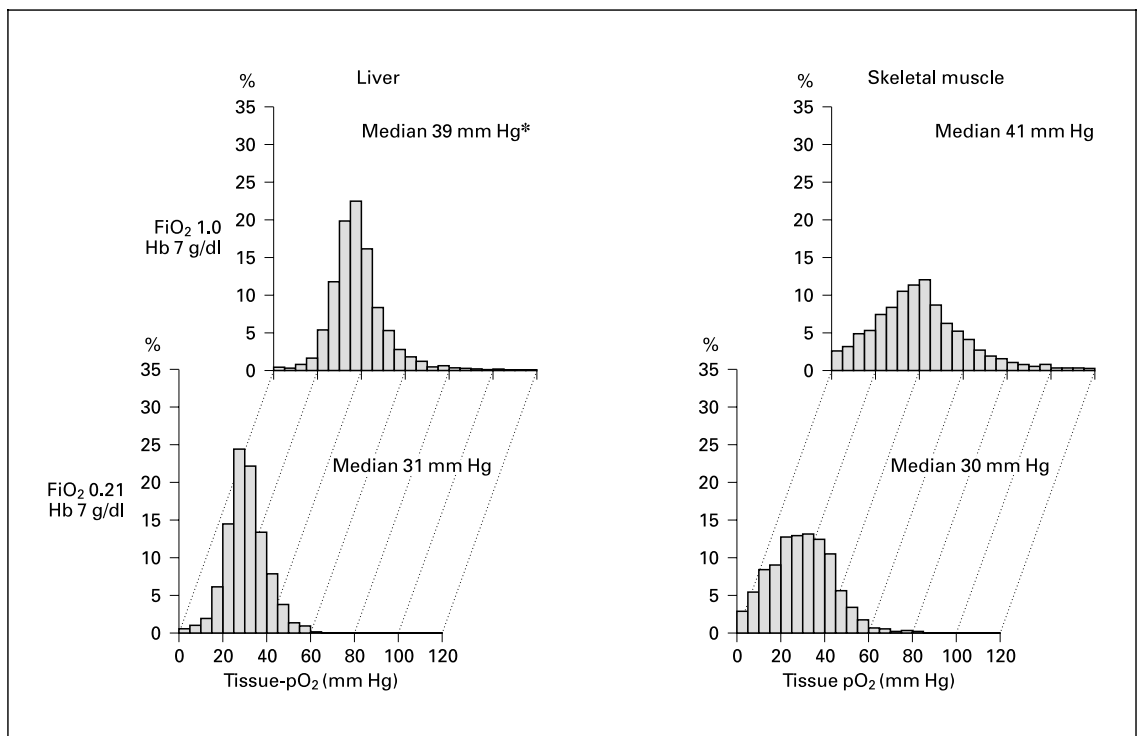 Liver
%
35
30
25
20
15
10
5
0
Median 39 mm Hg*
FiO₂ 1.0
Hb 7 g/dl
%
35
30
25
20
15
10
5
0
Median 31 mm Hg
FiO₂ 0.21
Hb 7 g/dl
0 20 40 60 80 100 120
Tissue-pO₂ (mm Hg)
Skeletal muscle
%
35
30
25
20
15
10
5
0
Median 41 mm Hg
%
35
30
25
20
15
10
5
0
Median 30 mm Hg
0 20 40 60 80 100 120
Tissue pO₂ (mm Hg)